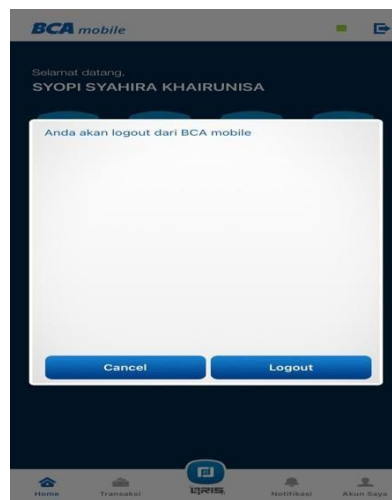 BCA mobile
Selamat datang,
SYOPI SYAHIRA KHAIRUNISA
Anda akan logout dari BCA mobile
Cancel
Logout
Home
Transaksi
QRIS
Notifikasi
Akun Saya